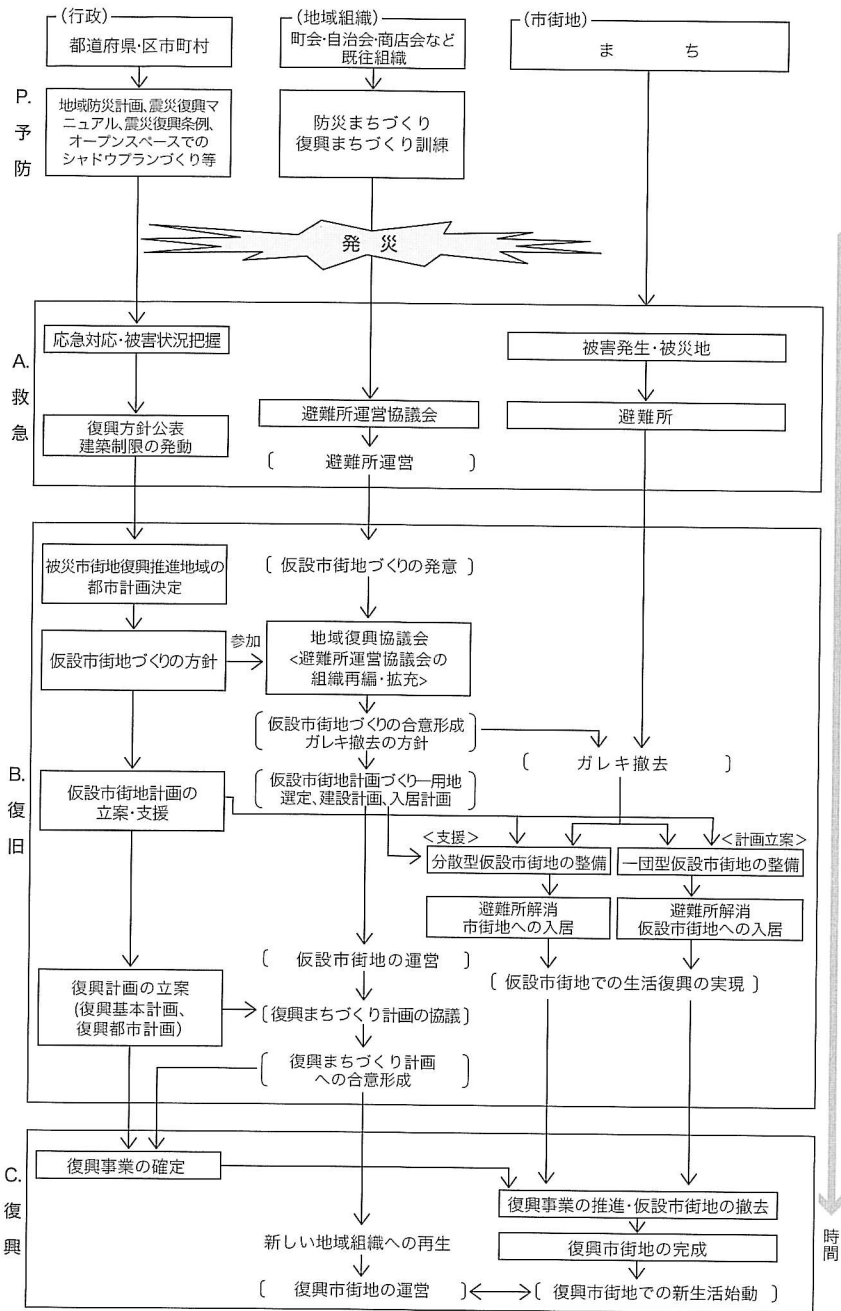 (行政)
都道府県・区市町村
(地域組織)
町会・自治会・商店会など
既往組織
(市街地)
まち
P.
予
防
地域防災計画、震災復興マ
ニュアル、震災復興条例、
オープンスペースでの
シャドウプランづくり等
防災まちづくり
復興まちづくり訓練
発災
A.
救
急
応急対応・被害状況把握
被害発生・被災地
復興方針公表
建築制限の発動
避難所運営協議会
避難所
〔避難所運営〕
B.
復
旧
被災市街地復興推進地域の
都市計画決定
〔仮設市街地づくりの発意〕
仮設市街地づくりの方針
参加
地域復興協議会
<避難所運営協議会の
組織再編・拡充>
〔仮設市街地づくりの合意形成
ガレキ撤去の方針〕
〔ガレキ撤去〕
仮設市街地計画の
立案・支援
〔仮設市街地計画づくり―用地
選定、建設計画、入居計画〕
<支援>
<計画立案>
分散型仮設市街地の整備
一団型仮設市街地の整備
避難所解消
市街地への入居
避難所解消
仮設市街地への入居
〔仮設市街地の運営〕
〔仮設市街地での生活復興の実現〕
復興計画の立案
(復興基本計画、
復興都市計画)
〔復興まちづくり計画の協議〕
〔復興まちづくり計画
への合意形成〕
C.
復
興
復興事業の確定
復興事業の推進・仮設市街地の撤去
新しい地域組織への再生
復興市街地の完成
〔復興市街地の運営〕
〔復興市街地での新生活始動〕
時間